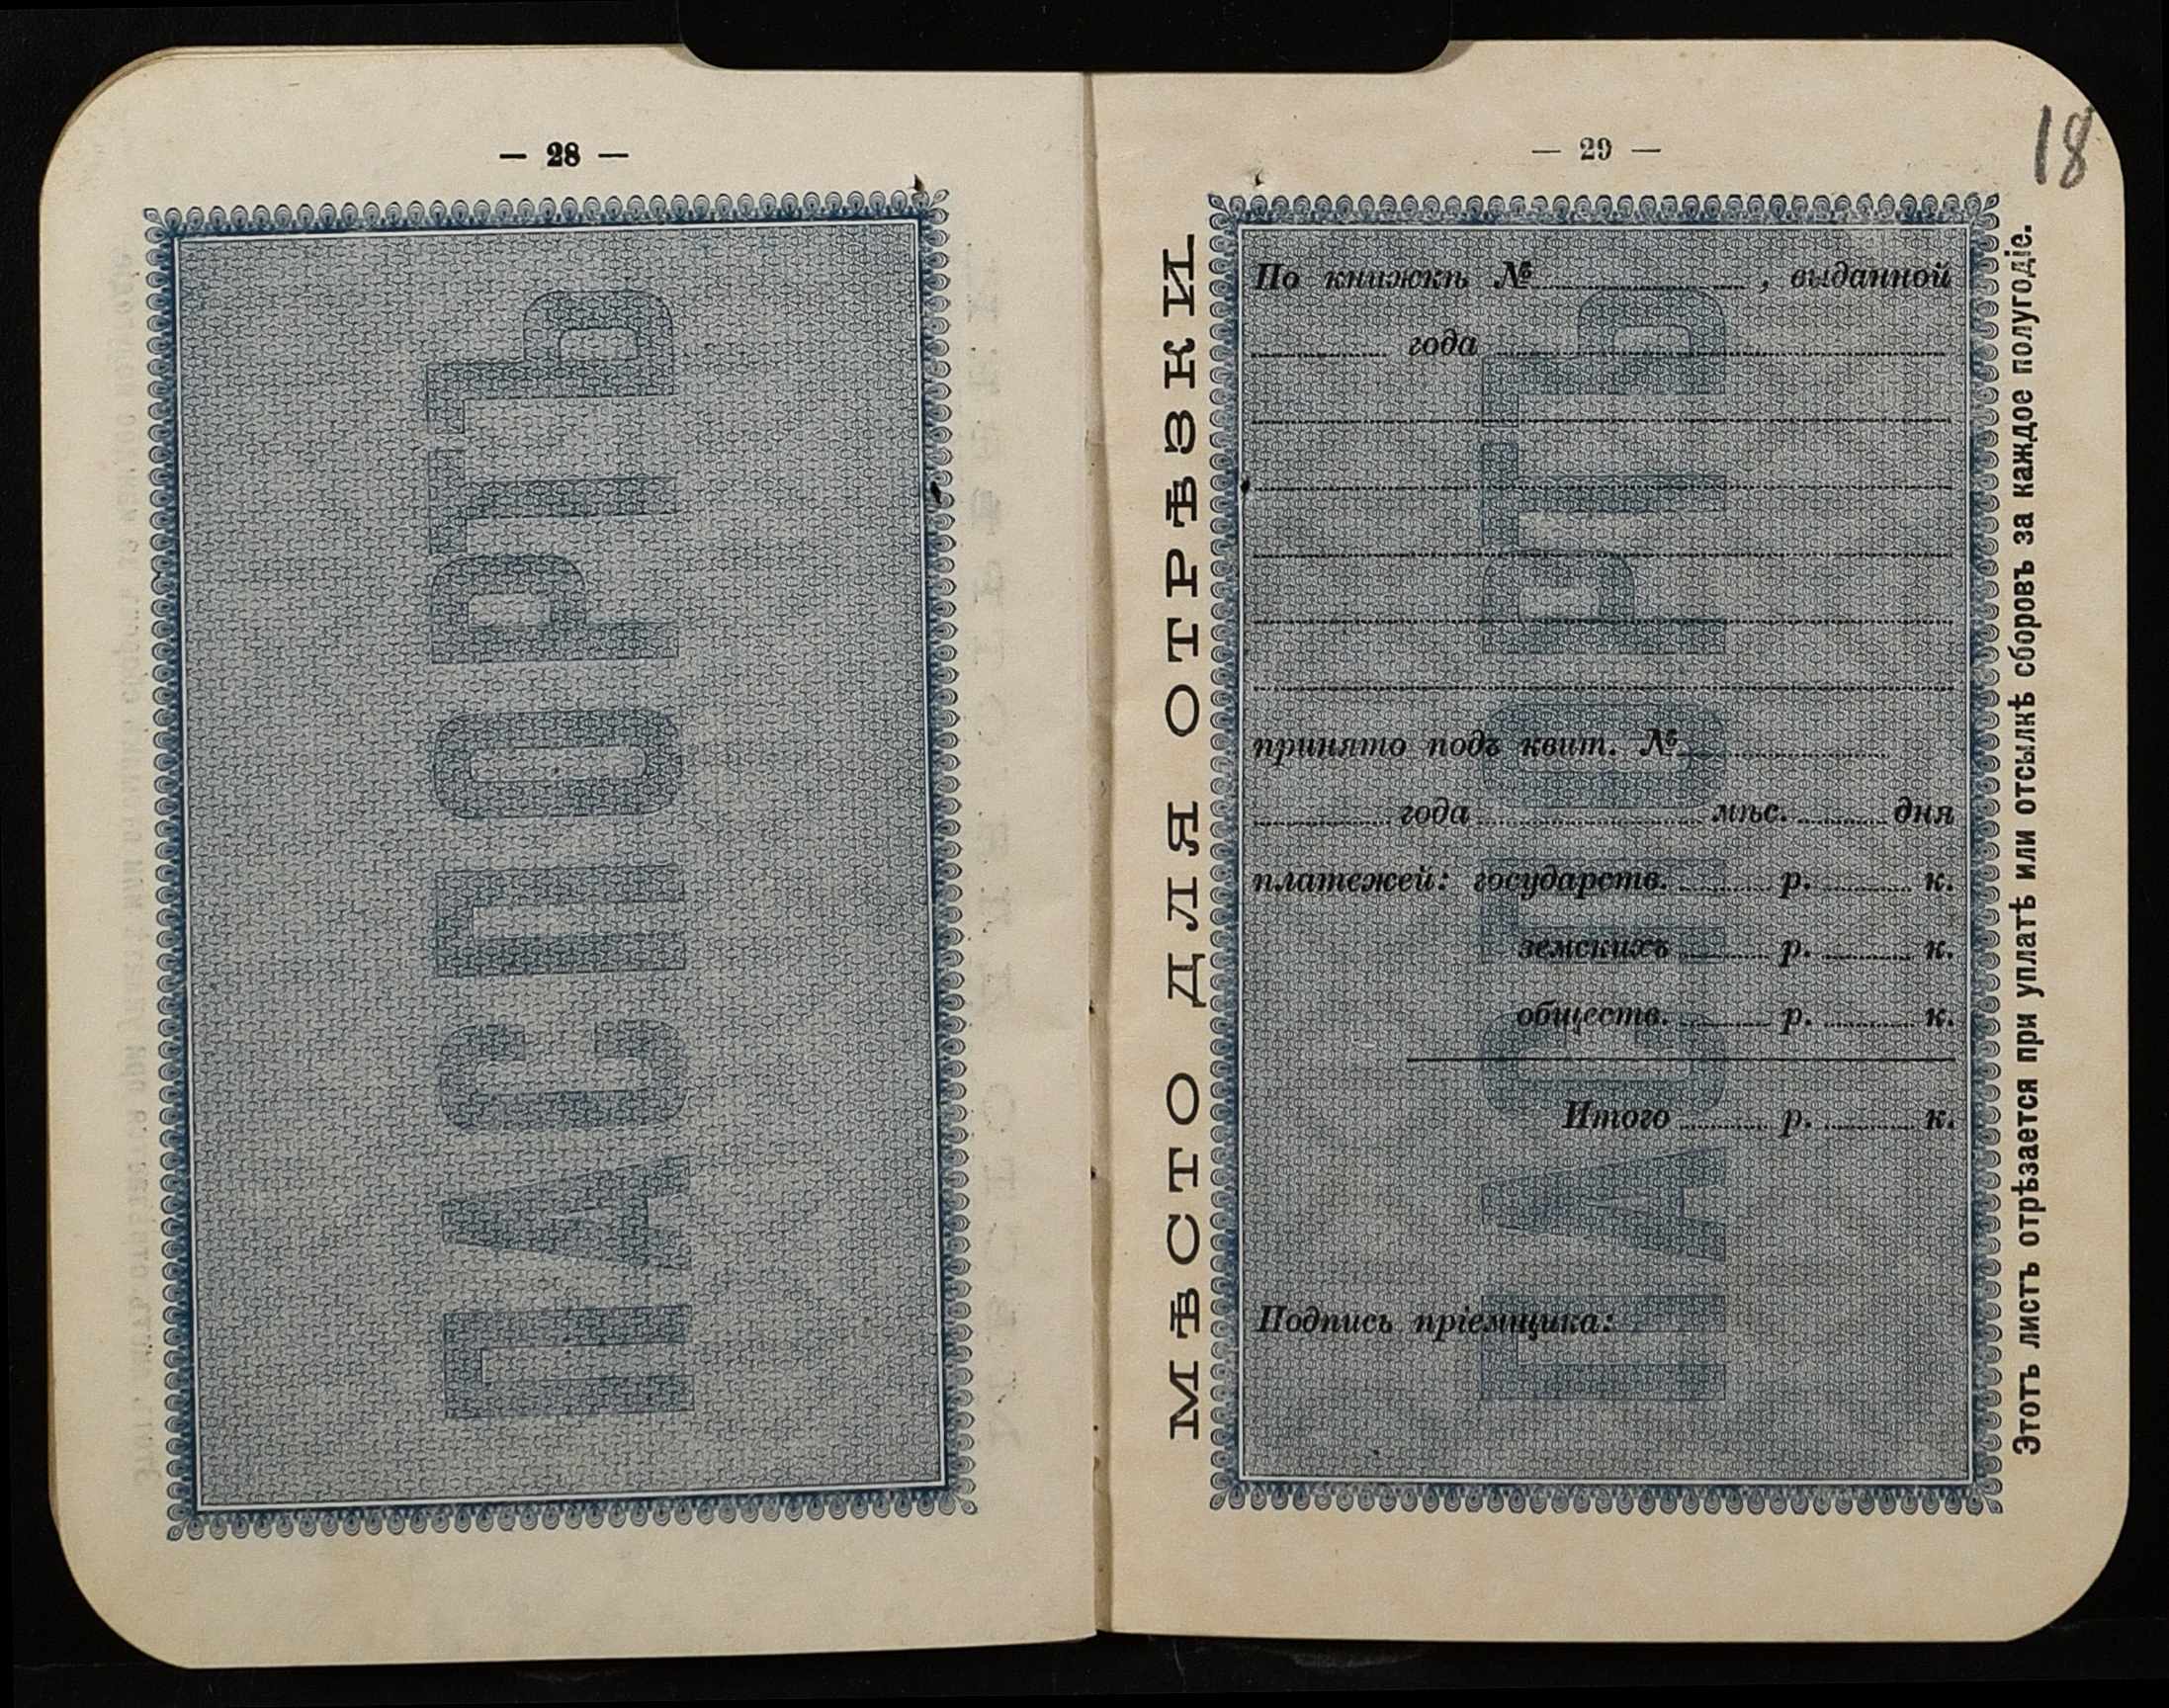 — 28 —
ПАСПОРТЪ
— 29 —
18
МѢСТО ДЛЯ ОТРѢЗКИ
ПАСПОРТЪ
По книжкѣ № , выданной
года
принято подъ квит. №
года мѣс. дня
платежей: государств. р. к.
земскихъ р. к.
обществ. р. к.
Итого р. к.
Подпись пріемщика:
Этотъ листъ отрѣзается при уплатѣ или отсылкѣ сборовъ за каждое полугодіе.